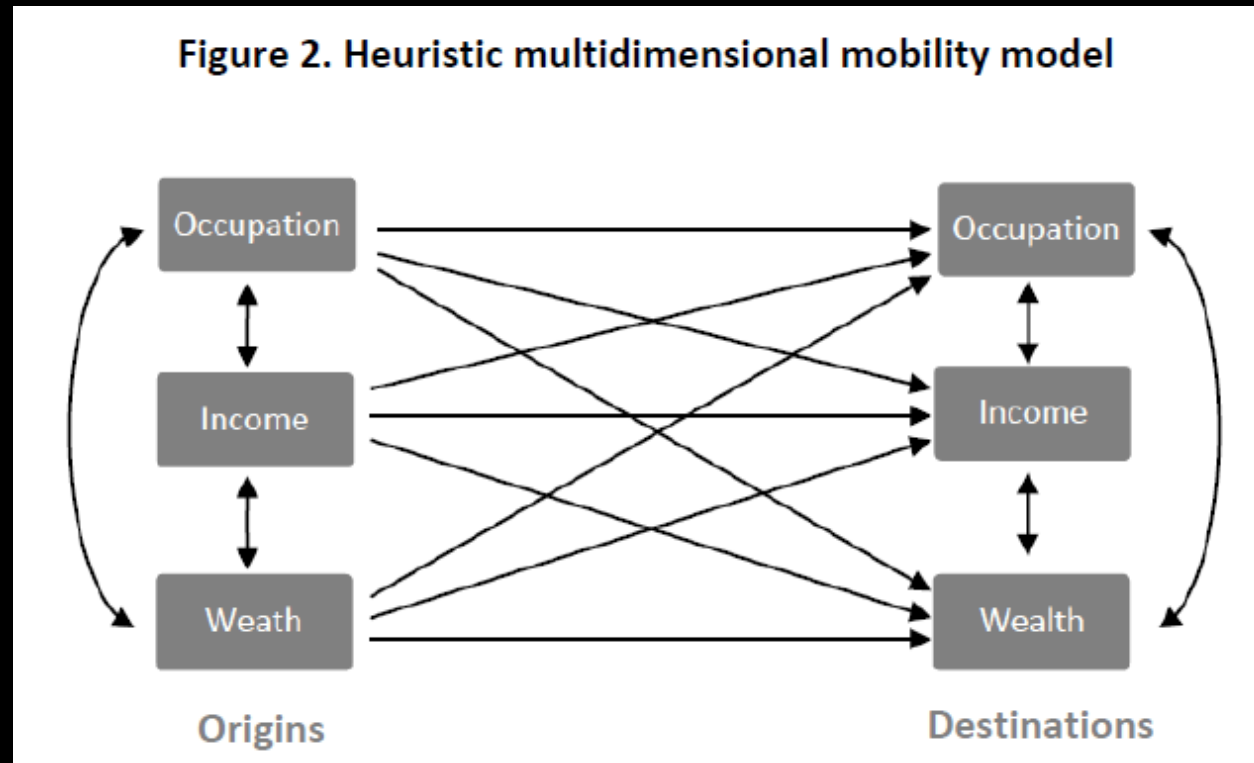 Figure 2. Heuristic multidimensional mobility model
Occupation
Occupation
Income
Income
Weath
Wealth
Origins
Destinations